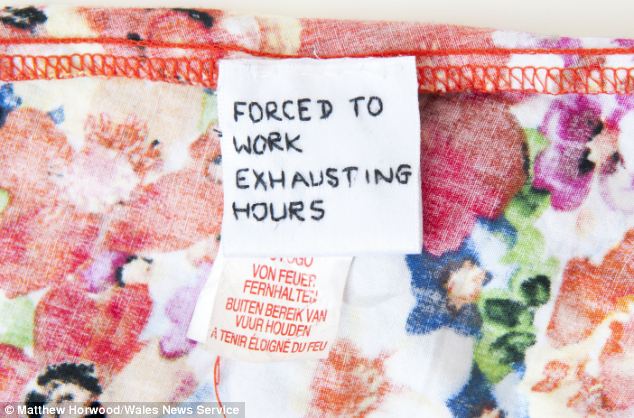 FORCED TO
WORK
EXHAUSTING
HOURS
VON FEUER
FERNHALTEN
BUITEN BEREIK VAN
VUUR HOUDEN
A TENIR ÉLOIGNÉ DU FEU
© Matthew Horwood/Wales News Service